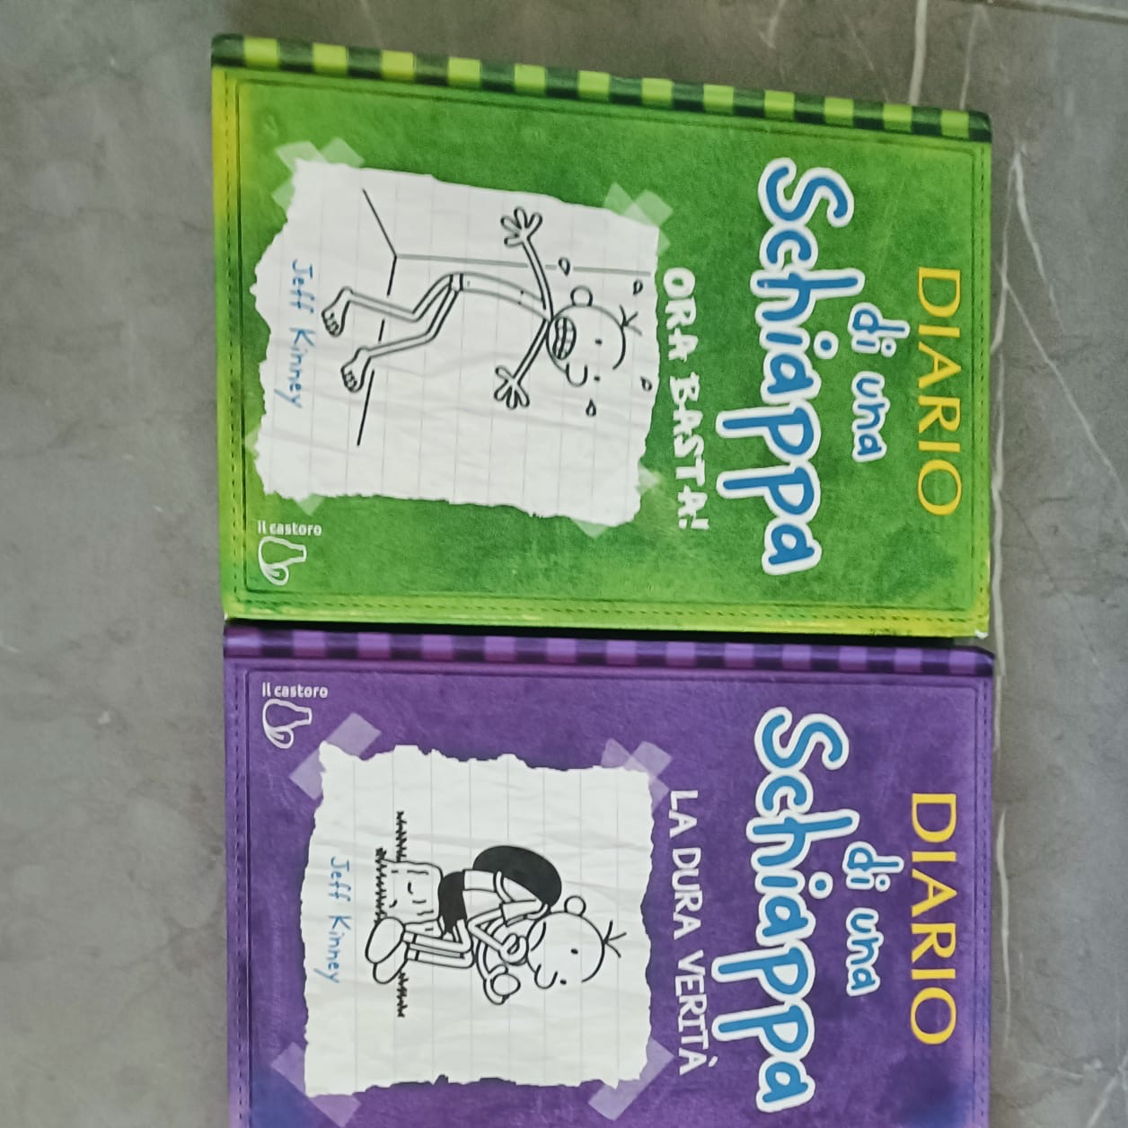 DIARIO
di una
Schiappa
ORA BASTA!
Jeff Kinney
il castoro
DIARIO
di una
Schiappa
LA DURA VERITÀ
Jeff Kinney
il castoro